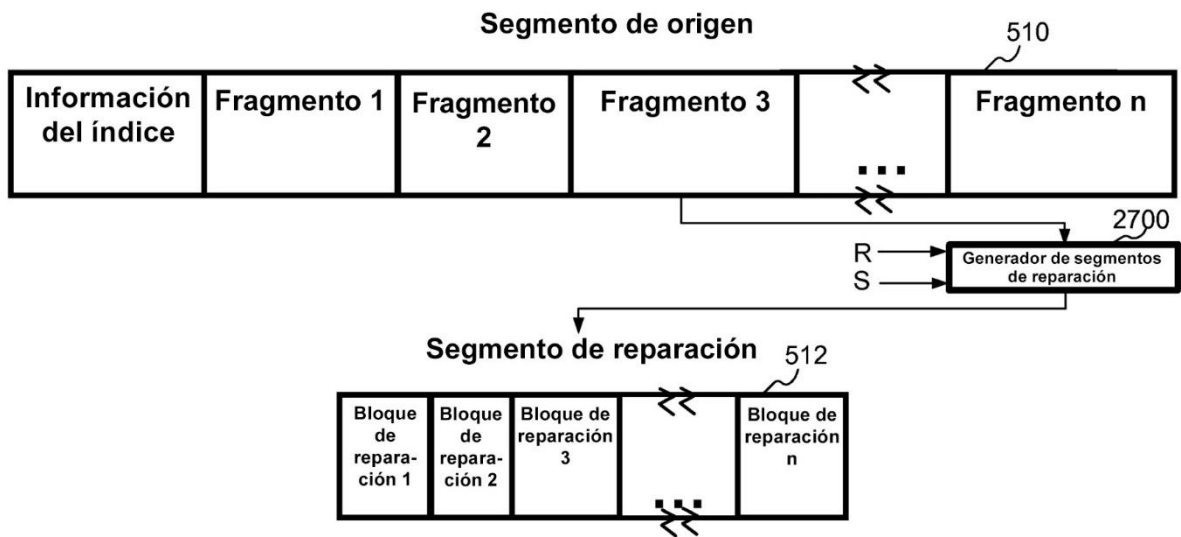 Segmento de origen
510
Información
del índice
Fragmento 1
Fragmento
2
Fragmento 3
...
Fragmento n
2700
R
S
Generador de segmentos
de reparación
Segmento de reparación
512
Bloque
de
repara-
ción 1
Bloque
de
repara-
ción 2
Bloque de
reparación
3
...
Bloque de
reparación
n